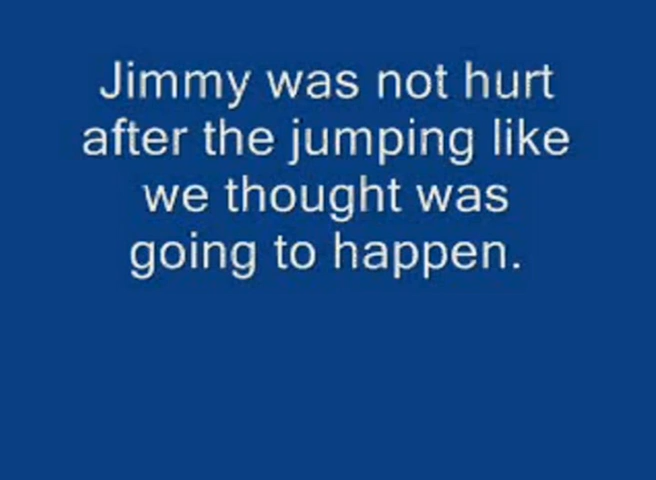 Jimmy was not hurt
after the jumping like
we thought was
going to happen.